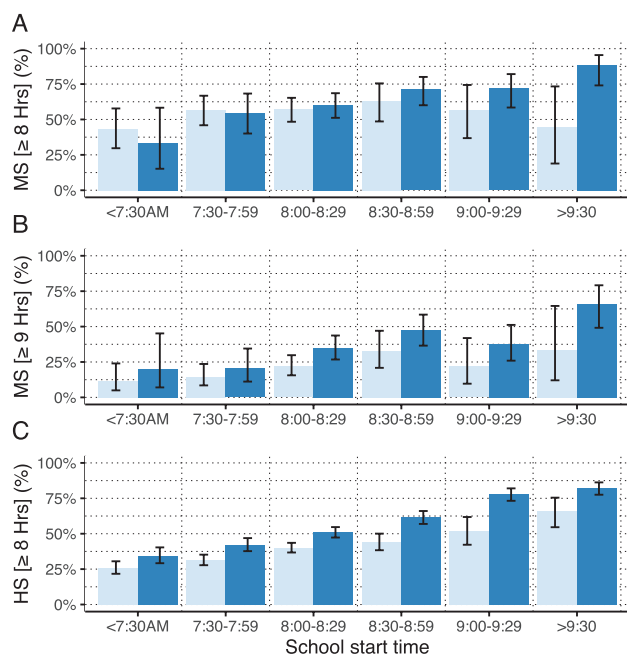 A
MS [≥ 8 Hrs] (%)
100%
75%
50%
25%
0%
<7:30AM 7:30-7:59 8:00-8:29 8:30-8:59 9:00-9:29 >9:30
B
MS [≥ 9 Hrs] (%)
100%
75%
50%
25%
0%
<7:30AM 7:30-7:59 8:00-8:29 8:30-8:59 9:00-9:29 >9:30
C
HS [≥ 8 Hrs] (%)
100%
75%
50%
25%
0%
<7:30AM 7:30-7:59 8:00-8:29 8:30-8:59 9:00-9:29 >9:30
School start time